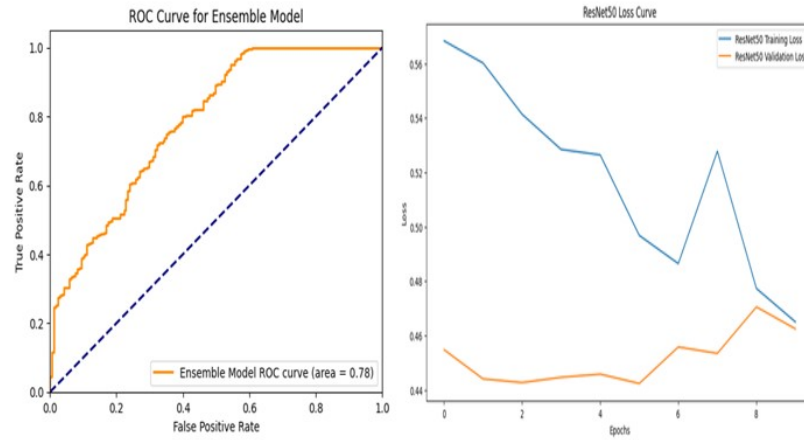 ROC Curve for Ensemble Model
True Positive Rate
1.0
0.8
0.6
0.4
0.2
0.0
0.0 0.2 0.4 0.6 0.8 1.0
False Positive Rate
Ensemble Model ROC curve (area = 0.78)
ResNet50 Loss Curve
ResNet50 Training Loss
ResNet50 Validation Los
Loss
0.56
0.54
0.52
0.50
0.48
0.46
0.44
0 2 4 6 8
Epochs